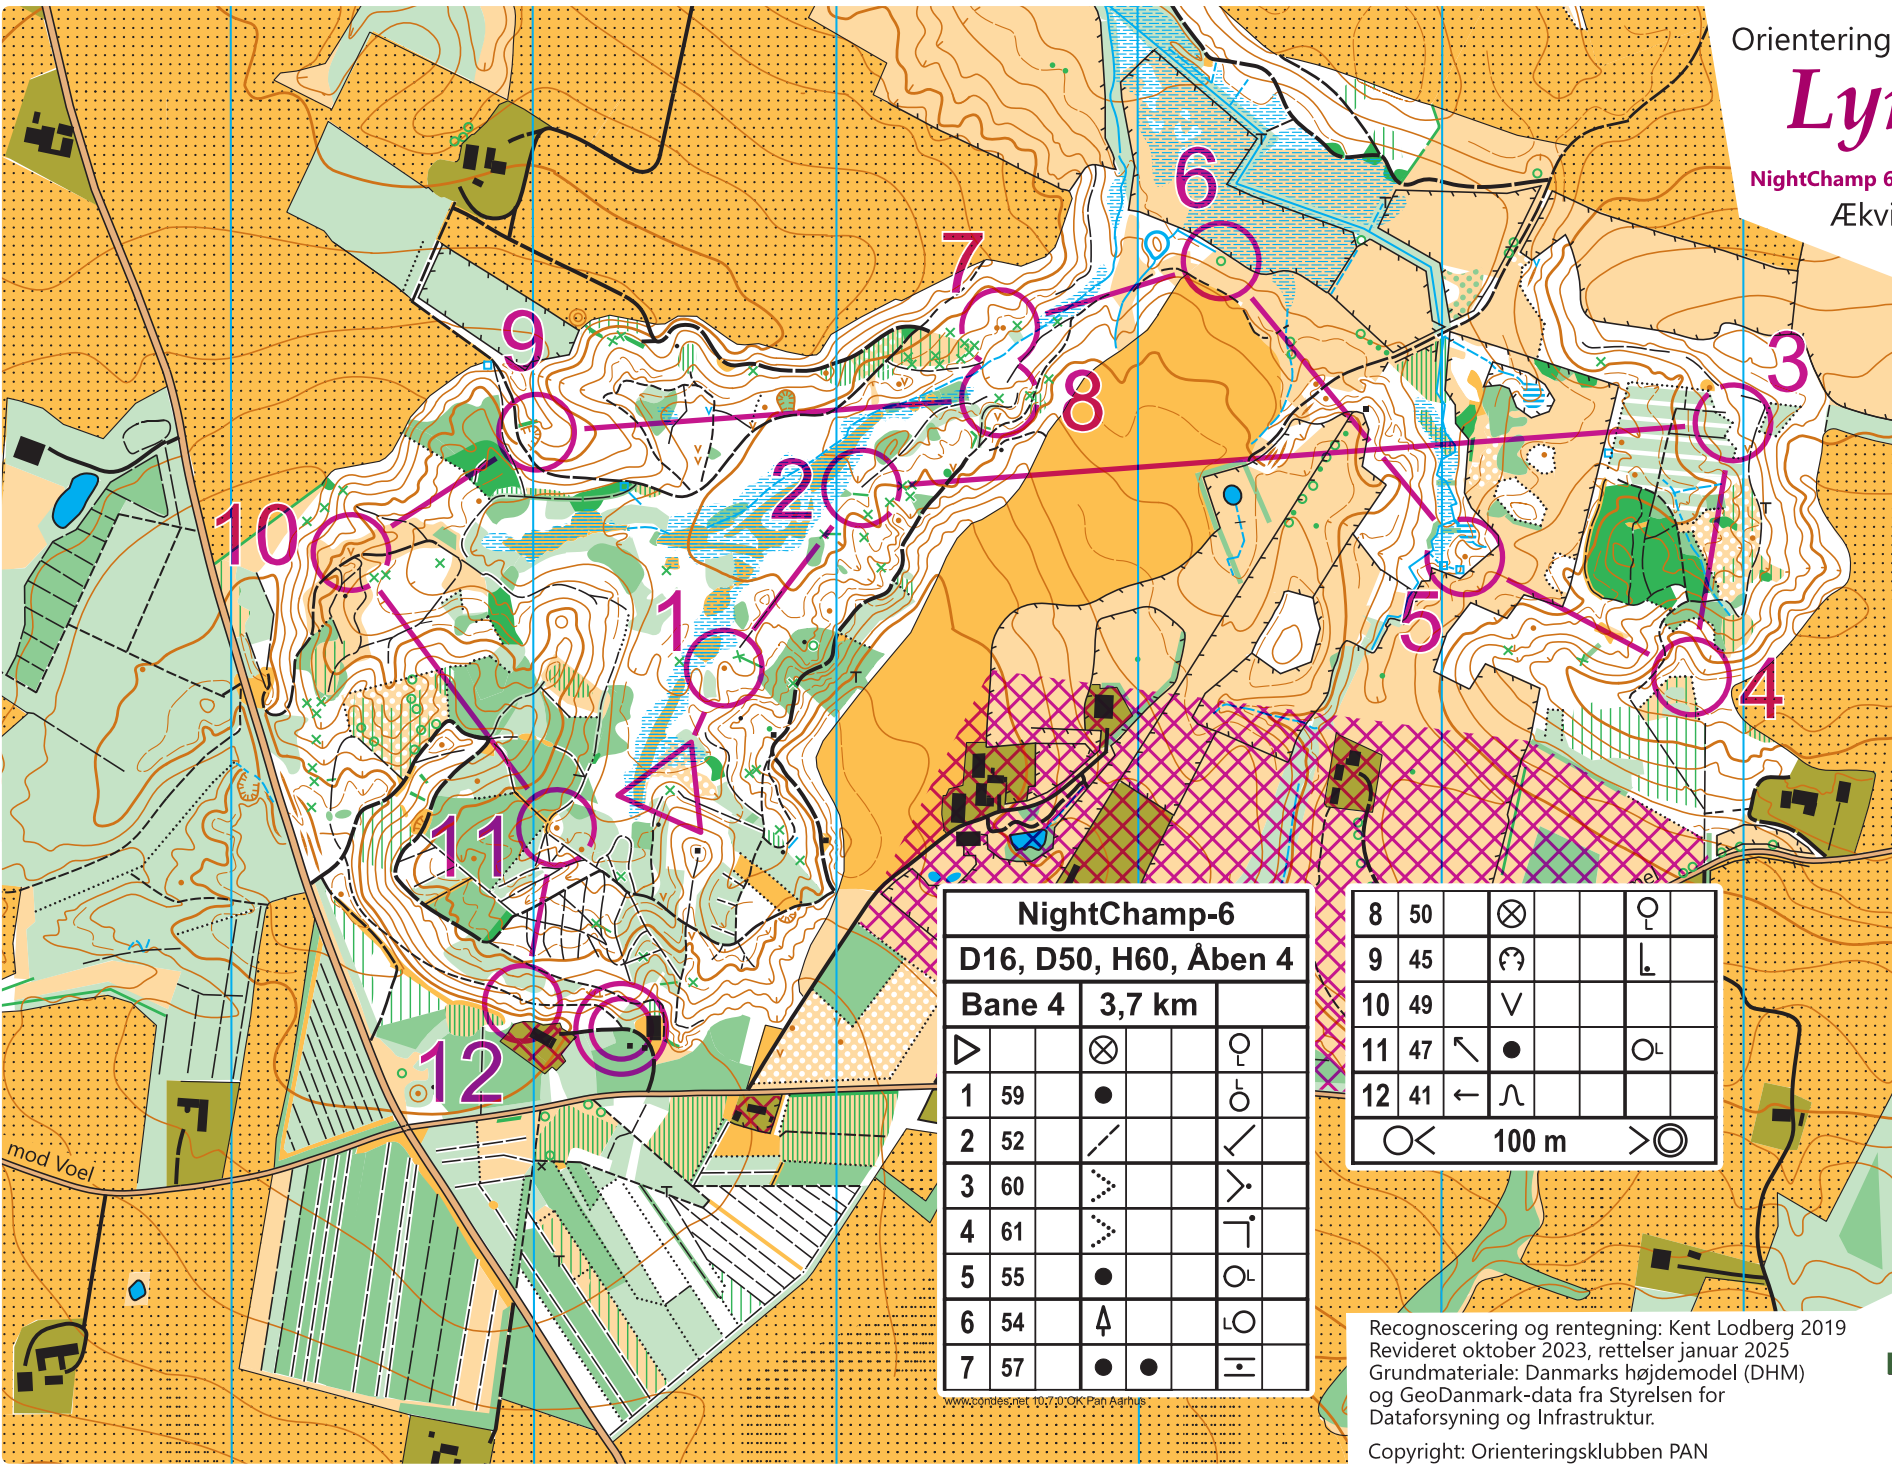 Orientering
Lyn
NightChamp 6
Ækvi
6
7
9
3
8
2
10
1
5
4
11
12
mod Voel
NightChamp-6
D16, D50, H60, Åben 4
Bane 4 3,7 km
1 59
2 52
3 60
4 61
5 55
6 54
7 57
8 50
9 45
10 49
11 47
12 41
100 m
www.condes.net 10.7.0 OK Pan Aarhus
Recognoscering og rentegning: Kent Lodberg 2019
Revideret oktober 2023, rettelser januar 2025
Grundmateriale: Danmarks højdemodel (DHM)
og GeoDanmark-data fra Styrelsen for
Dataforsyning og Infrastruktur.
Copyright: Orienteringsklubben PAN